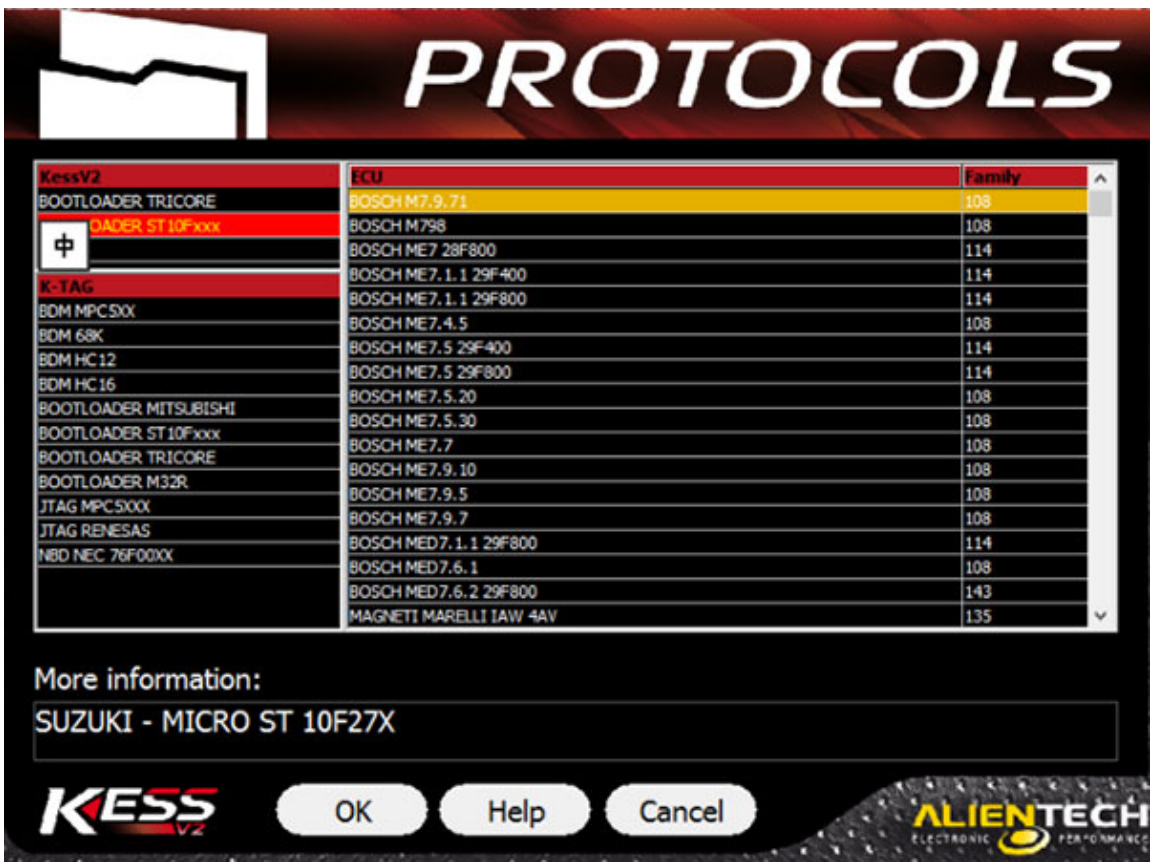 PROTOCOLS
KessV2
BOOTLOADER TRICORE
OADER ST10Fxxx
中
K-TAG
BDM MPC5XX
BDM 68K
BDM HC12
BDM HC16
BOOTLOADER MITSUBISHI
BOOTLOADER ST10Fxxx
BOOTLOADER TRICORE
BOOTLOADER M32R
JTAG MPC5XXX
JTAG RENESAS
NBD NEC 76F00XX
ECU Family
BOSCH M7.9.71 108
BOSCH M798 108
BOSCH ME7 28F800 114
BOSCH ME7.1.1 29F400 114
BOSCH ME7.1.1 29F800 114
BOSCH ME7.4.5 108
BOSCH ME7.5 29F400 114
BOSCH ME7.5 29F800 114
BOSCH ME7.5.20 108
BOSCH ME7.5.30 108
BOSCH ME7.7 108
BOSCH ME7.9.10 108
BOSCH ME7.9.5 108
BOSCH ME7.9.7 108
BOSCH MED7.1.1 29F800 114
BOSCH MED7.6.1 108
BOSCH MED7.6.2 29F800 143
MAGNETI MARELLI IAW 4AV 135
More information:
SUZUKI - MICRO ST 10F27X
KESS V2
OK
Help
Cancel
ALIENTECH
ELECTRONIC PERFORMANCE